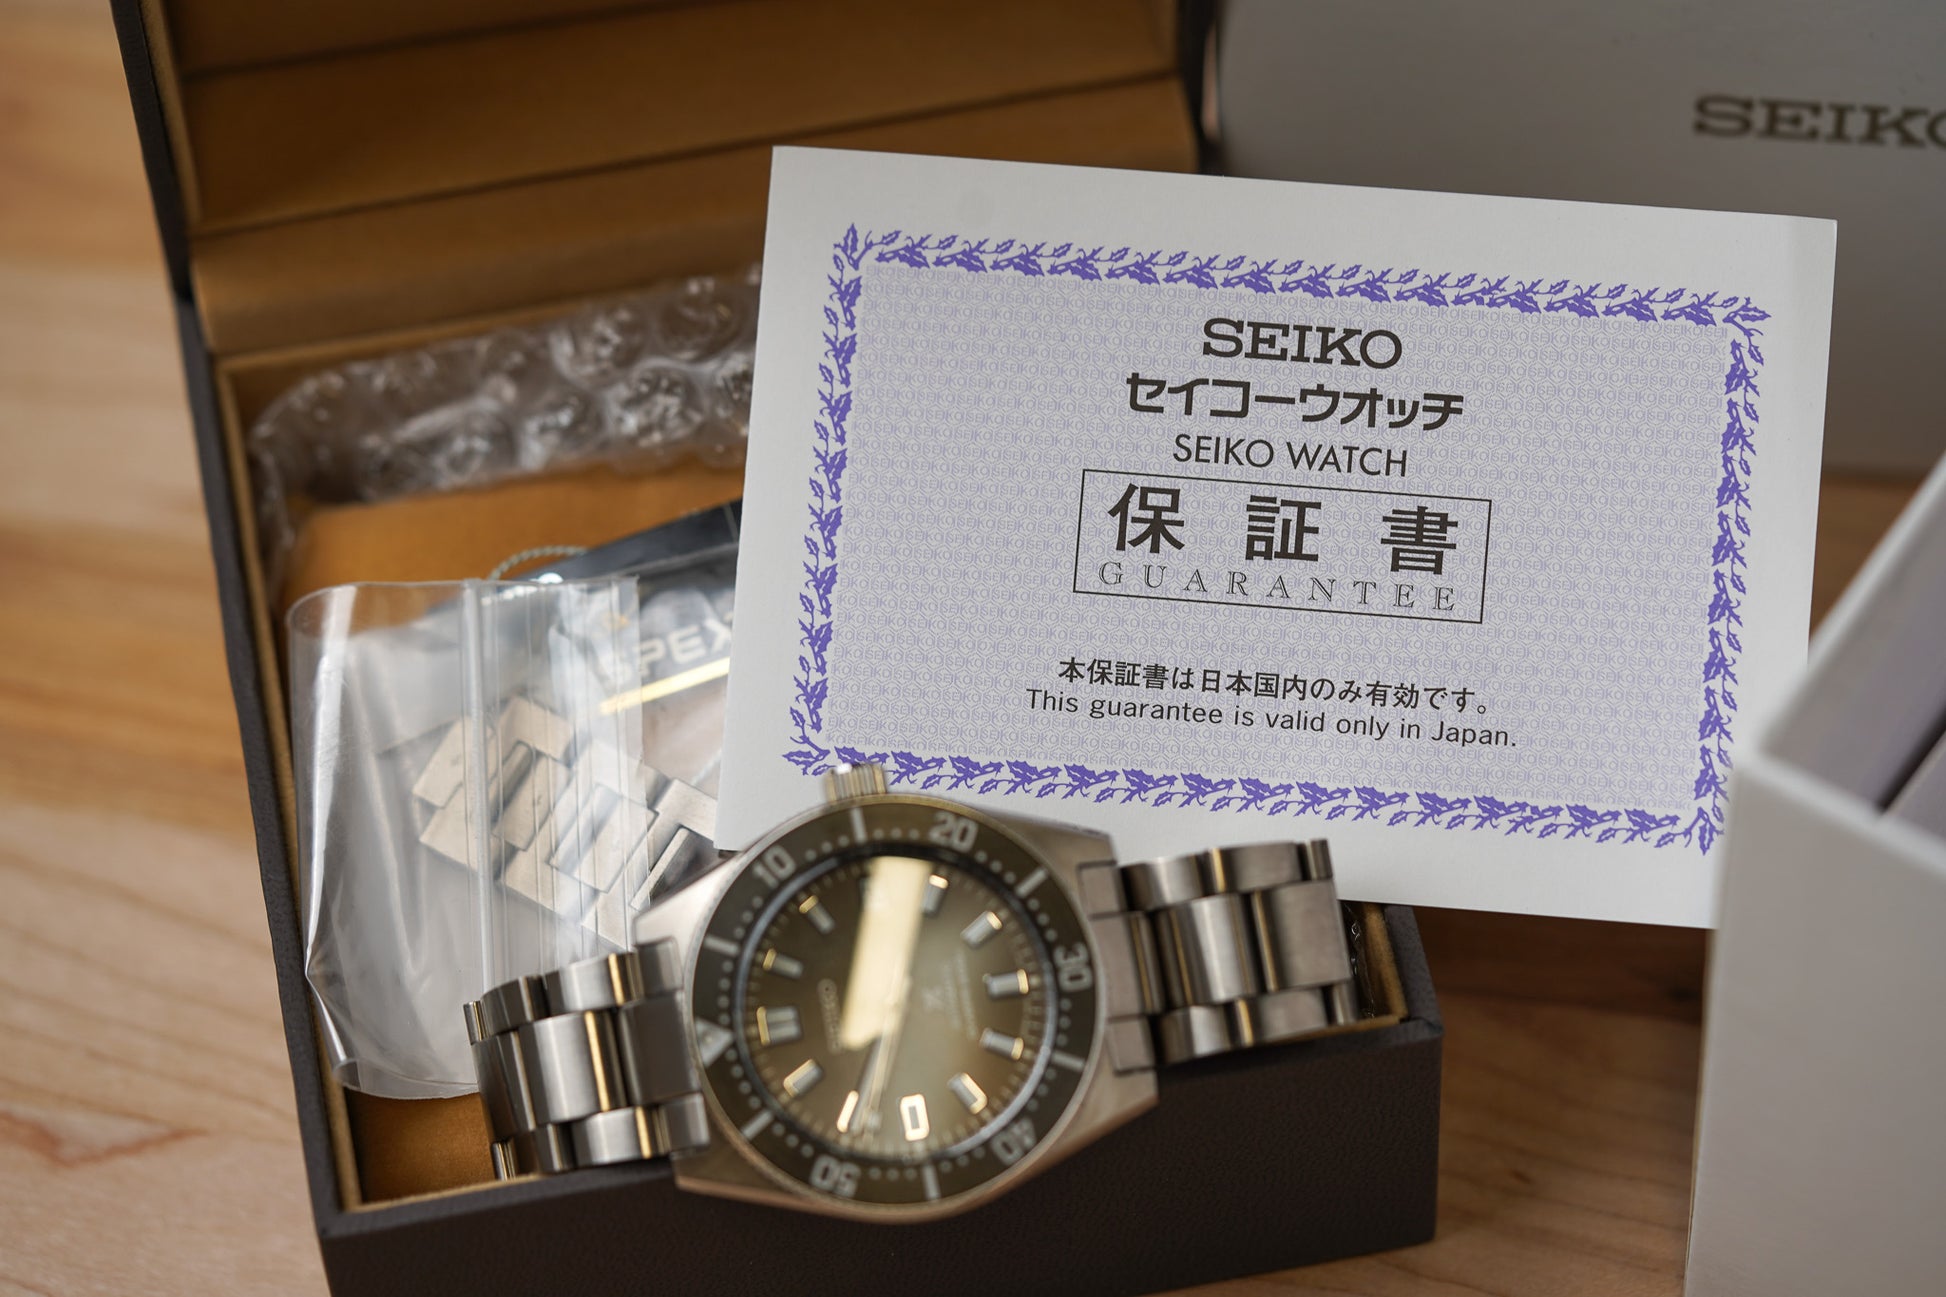 SEIKO
SEIKO
セイコーウオッチ
SEIKO WATCH
保証書
GUARANTEE
本保証書は日本国内のみ有効です。
This guarantee is valid only in Japan.
10
20
30
40
50